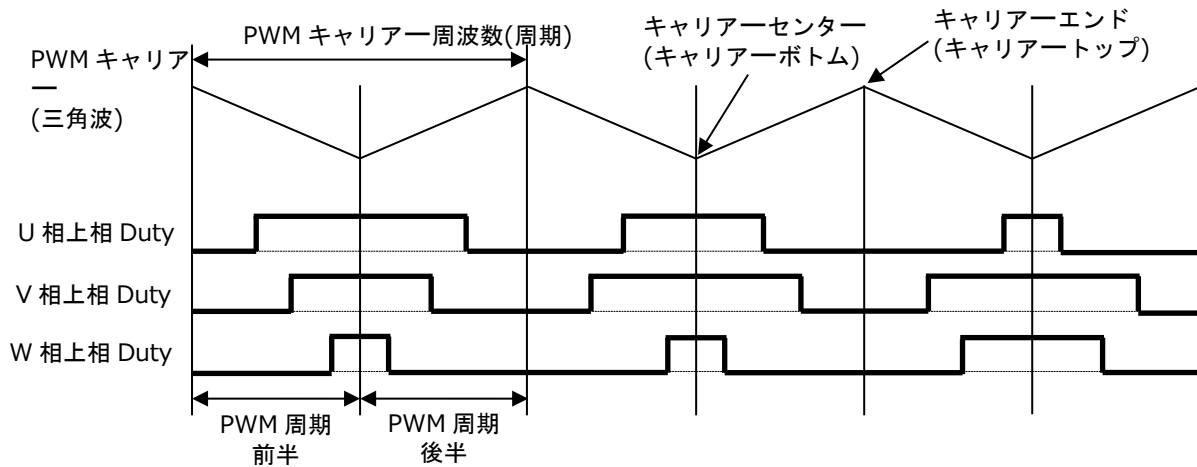 PWM キャリア
ー
(三角波)
PWM キャリアー周波数(周期)
キャリアーセンター
(キャリアーボトム)
キャリアーエンド
(キャリアートップ)
U 相上相 Duty
V 相上相 Duty
W 相上相 Duty
PWM 周期
前半
PWM 周期
後半